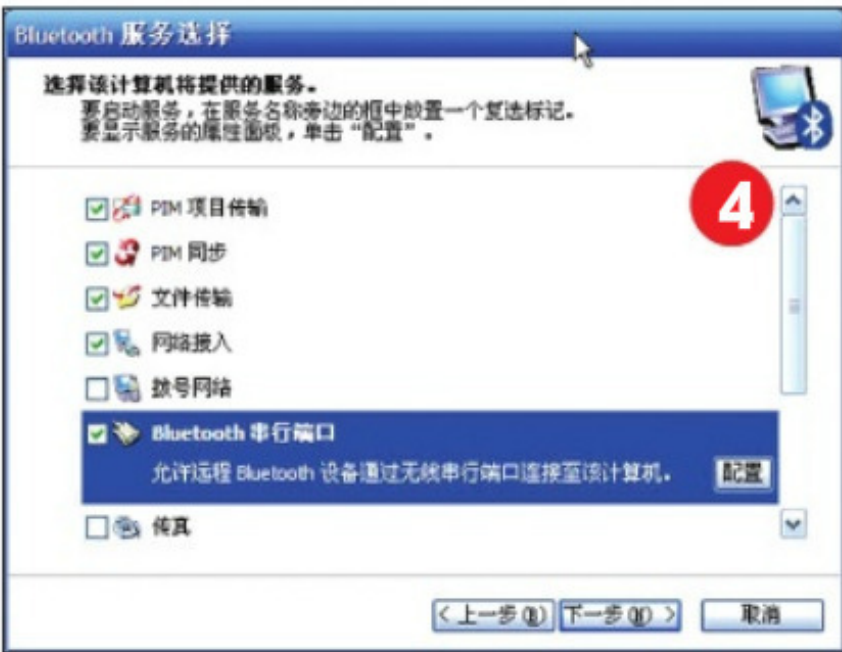 Bluetooth 服务选择
选择该计算机将提供的服务。
要启动服务，在服务名称旁边的框中放置一个复选标记。
要显示服务的属性面板，单击“配置”。
4
PIM 项目传输
PIM 同步
文件传输
网络接入
拨号网络
Bluetooth 串行端口
允许远程 Bluetooth 设备通过无线串行端口连接至该计算机。
配置
传真
< 上一步(B)
下一步(N) >
取消